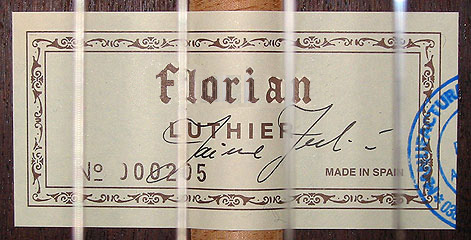 florian
LUTHIER
Nº 000205
MADE IN SPAIN